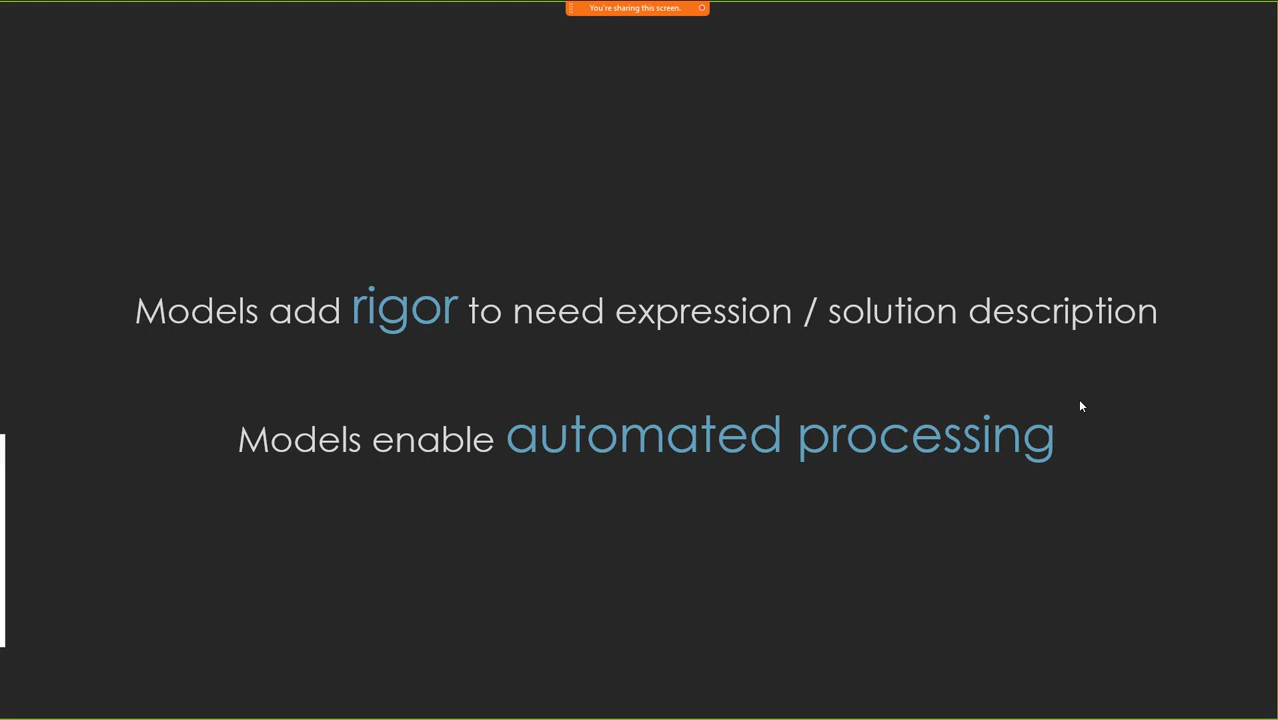 You're sharing this screen.
Models add rigor to need expression / solution description
Models enable automated processing